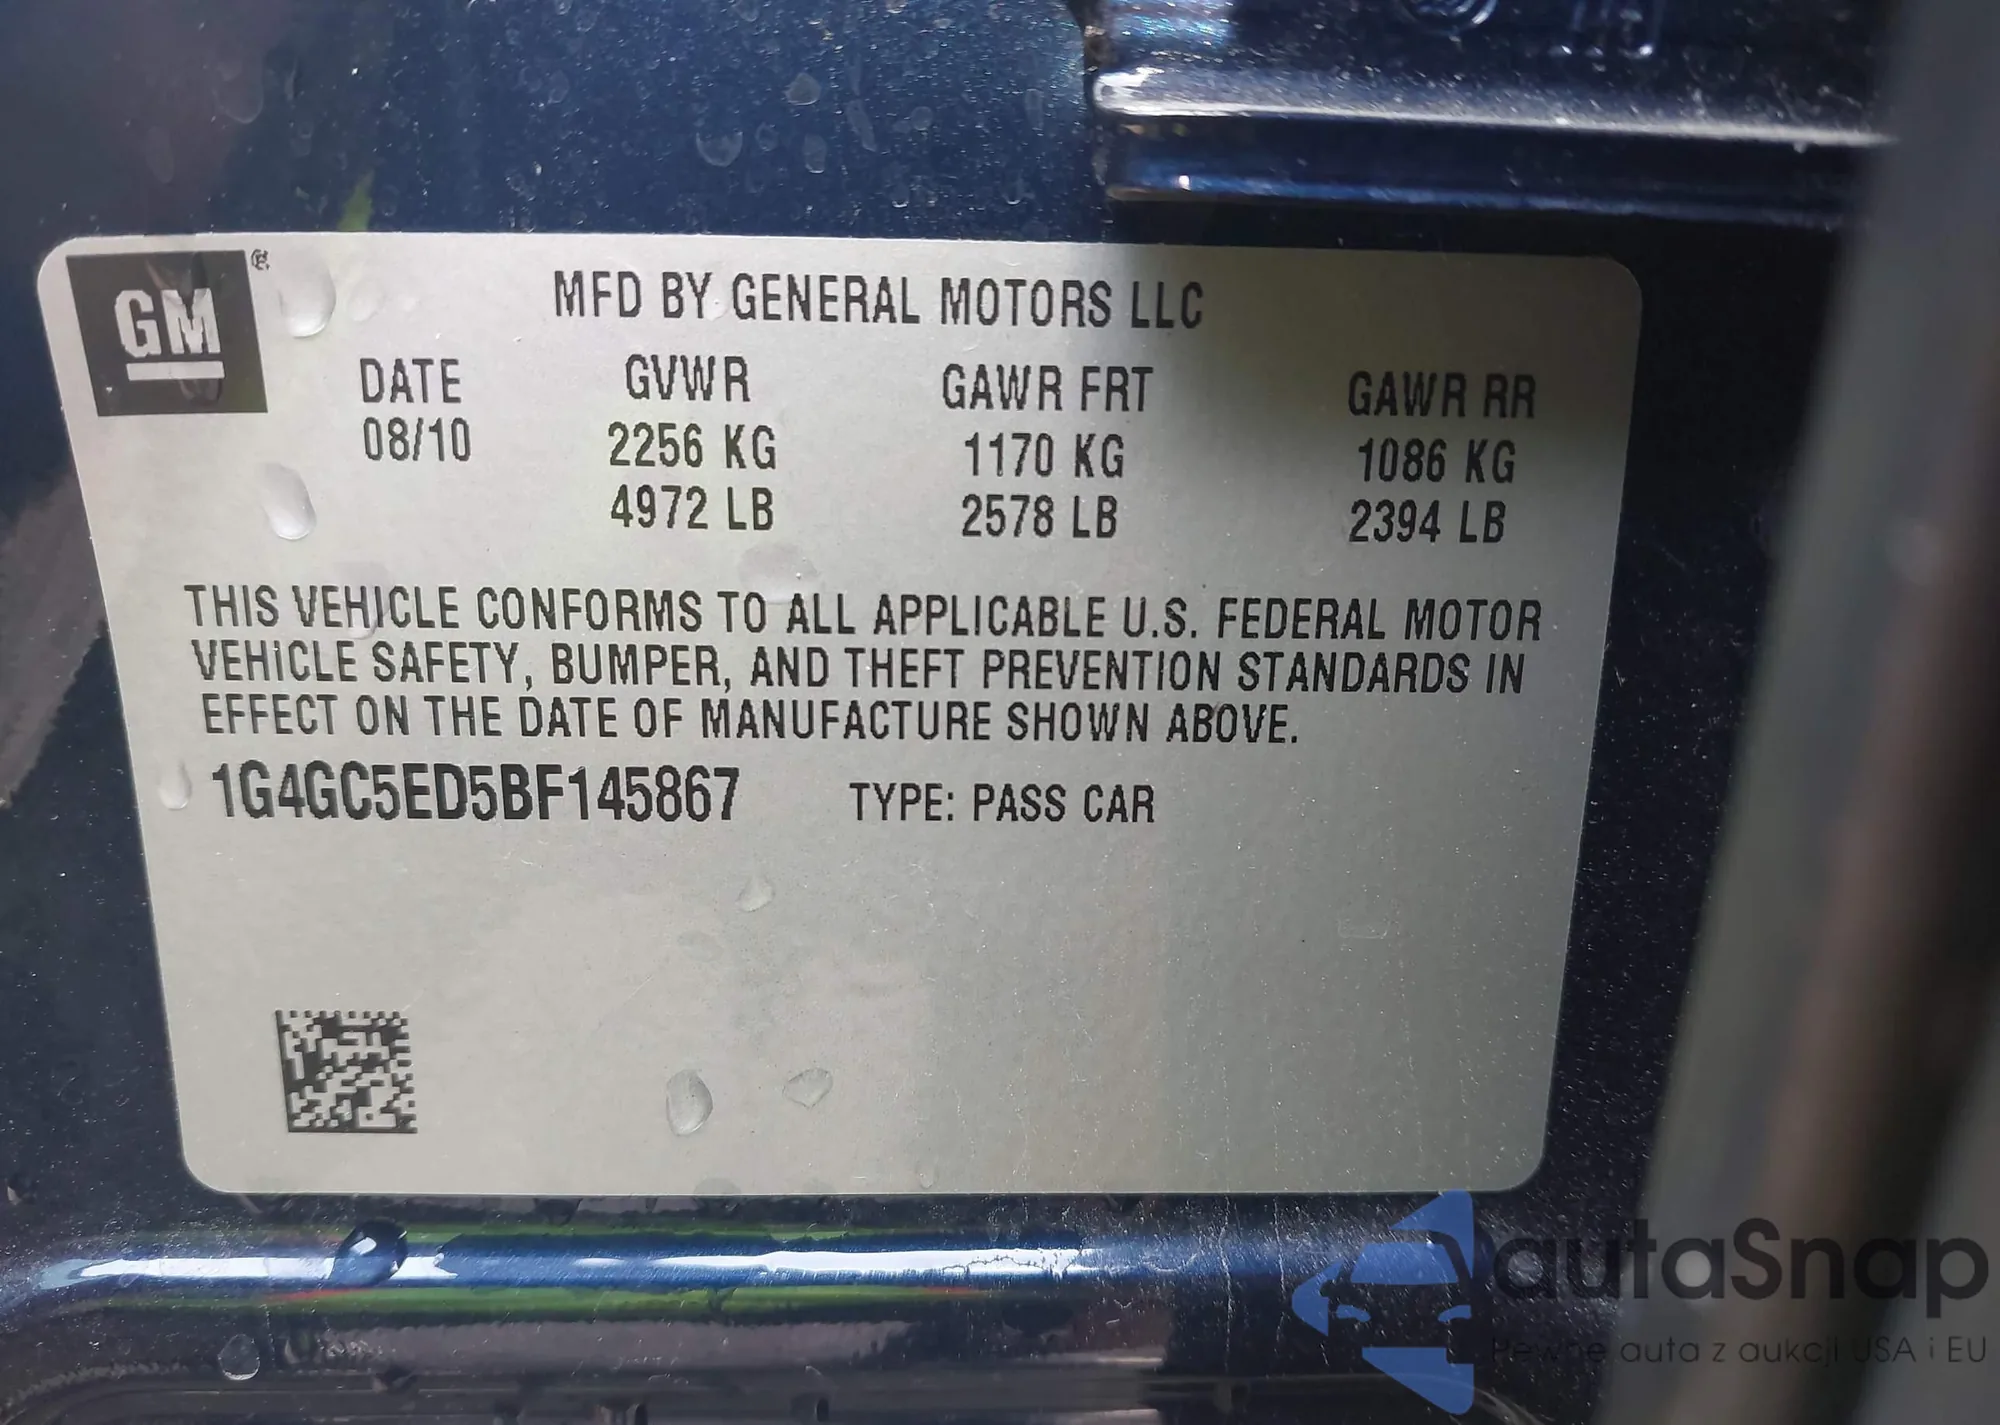 GM ®
MFD BY GENERAL MOTORS LLC
DATE GVWR GAWR FRT GAWR RR
08/10 2256 KG 1170 KG 1086 KG
4972 LB 2578 LB 2394 LB
THIS VEHICLE CONFORMS TO ALL APPLICABLE U.S. FEDERAL MOTOR
VEHICLE SAFETY, BUMPER, AND THEFT PREVENTION STANDARDS IN
EFFECT ON THE DATE OF MANUFACTURE SHOWN ABOVE.
1G4GC5ED5BF145867 TYPE: PASS CAR
autaSnap
Pewne auta z aukcji USA i EU